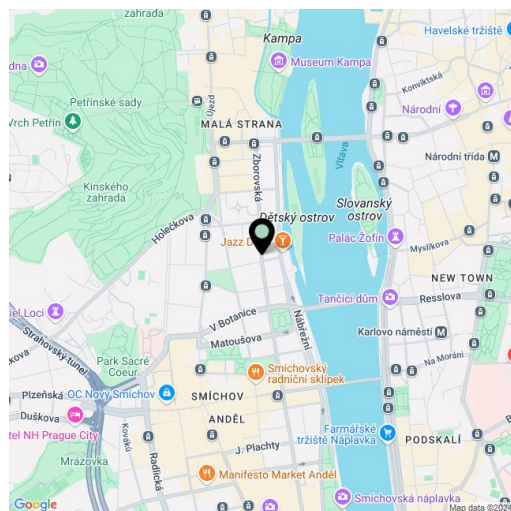 zahrada
Kampa
Havelské tržiště
Museum Kampa
dna
Petřínské sady
Konviktská
Vrch Petřín
Újezd
Národní
MALÁ STRANA
Vltava
Zborovská
Národní třída
Kinského
zahrada
Slovanský
ostrov
Holečkova
Dětský ostrov
Jazz D
Palác Žofín
Myslíkova
NEW TOWN
Tančící dům
Resslova
iel Loci
Nábřežní
V Botanice
Matoušova
Karlovo náměstí
Strahovský tunel
kova
Na Moráni
Park Sacré
Coeur
Smíchovský
radniční sklípek
Plzeňská
OC Nový Smíchov
SMÍCHOV
Duškova
ANDĚL
tel NH Prague City
Kováků
Farmářské
tržiště Náplavka
PODSKALÍ
J. Plachty
Radlická
Mrázovka
Manifesto Market Anděl
Smíchovská náplavka
Google
Map data ©2024